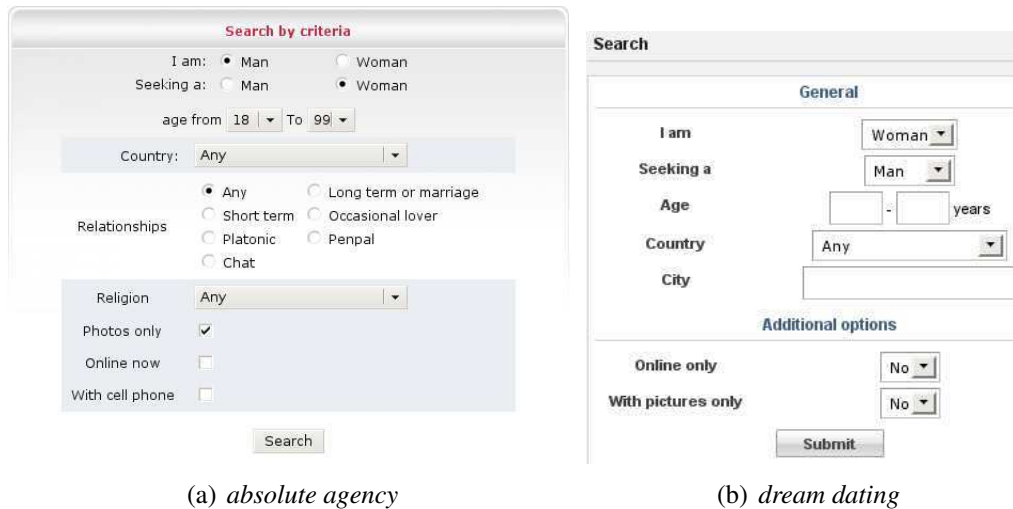 Search by criteria
I am: Man Woman
Seeking a: Man Woman
age from 18 To 99
Country: Any
Relationships
Any Long term or marriage
Short term Occasional lover
Platonic Penpal
Chat
Religion Any
Photos only
Online now
With cell phone
Search
(a) absolute agency
Search
General
I am Woman
Seeking a Man
Age - years
Country Any
City
Additional options
Online only No
With pictures only No
Submit
(b) dream dating